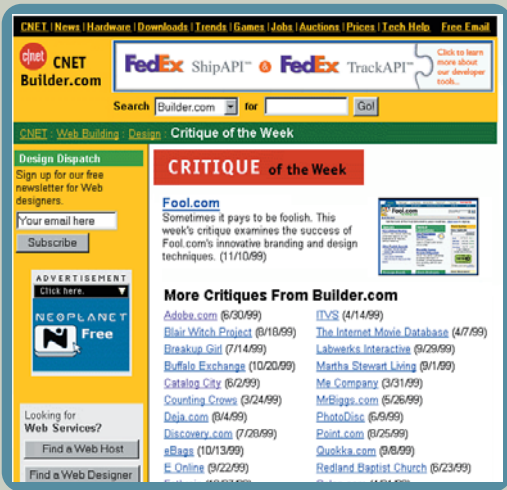 CNET | News | Hardware | Downloads | Trends | Games | Jobs | Auctions | Prices | Tech Help Free Email
c|net CNET
Builder.com
FedEx ShipAPI™ & FedEx TrackAPI™
Click to learn
more about
our developer
tools...
Search Builder.com for Go!
CNET : Web Building : Design : Critique of the Week
Design Dispatch
Sign up for our free
newsletter for Web
designers.
Your email here
Subscribe
ADVERTISEMENT
Click here.
NEOPLANET
Free
Looking for
Web Services?
Find a Web Host
Find a Web Designer
CRITIQUE of the Week
Fool.com
Sometimes it pays to be foolish. This
week's critique examines the success of
Fool.com's innovative branding and design
techniques. (11/10/99)
Fool.com
More Critiques From Builder.com
Adobe.com (6/30/99)
Blair Witch Project (8/18/99)
Breakup Girl (7/14/99)
Buffalo Exchange (10/20/99)
Catalog City (6/2/99)
Counting Crows (3/24/99)
Deja.com (8/4/99)
Discovery.com (7/28/99)
eBags (10/13/99)
E Online (9/22/99)
ITVS (4/14/99)
The Internet Movie Database (4/7/99)
Labwerks Interactive (9/29/99)
Martha Stewart Living (9/1/99)
Me Company (3/31/99)
MrBiggs.com (5/26/99)
PhotoDisc (6/9/99)
Point.com (8/25/99)
Quokka.com (9/8/99)
Redland Baptist Church (6/23/99)